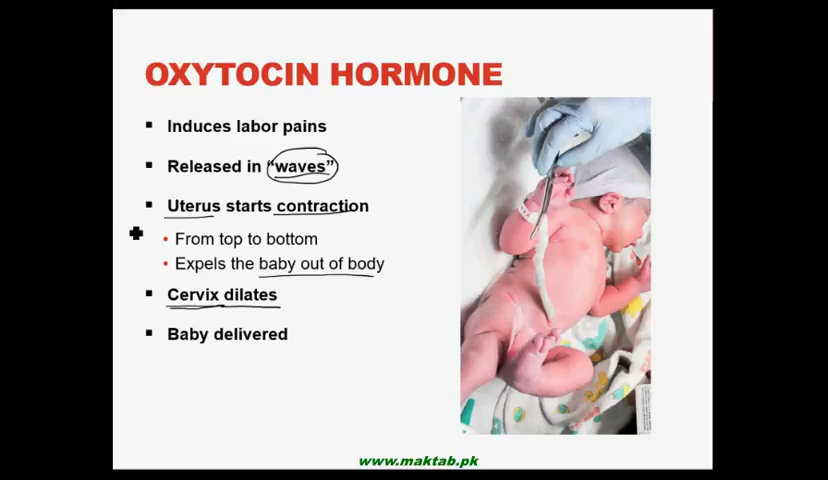 OXYTOCIN HORMONE
Induces labor pains
Released in “waves”
Uterus starts contraction
From top to bottom
Expels the baby out of body
Cervix dilates
Baby delivered
www.maktab.pk